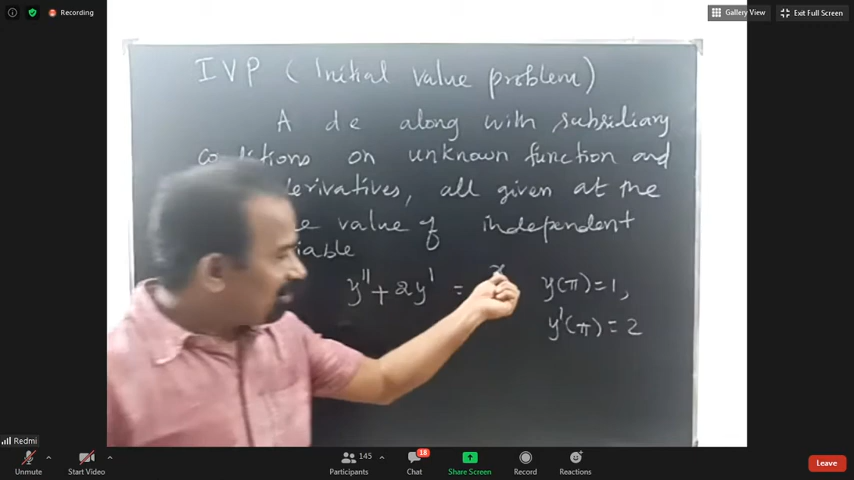 Recording
Gallery View
Exit Full Screen
IVP (Initial value problem)
A de along with subsidiary
conditions on unknown function and
derivatives, all given at the
value of independent
y'' + 2y' = y(π) = 1,
y'(π) = 2
Redmi
Unmute
Start Video
145
Participants
18
Chat
Share Screen
Record
Reactions
Leave